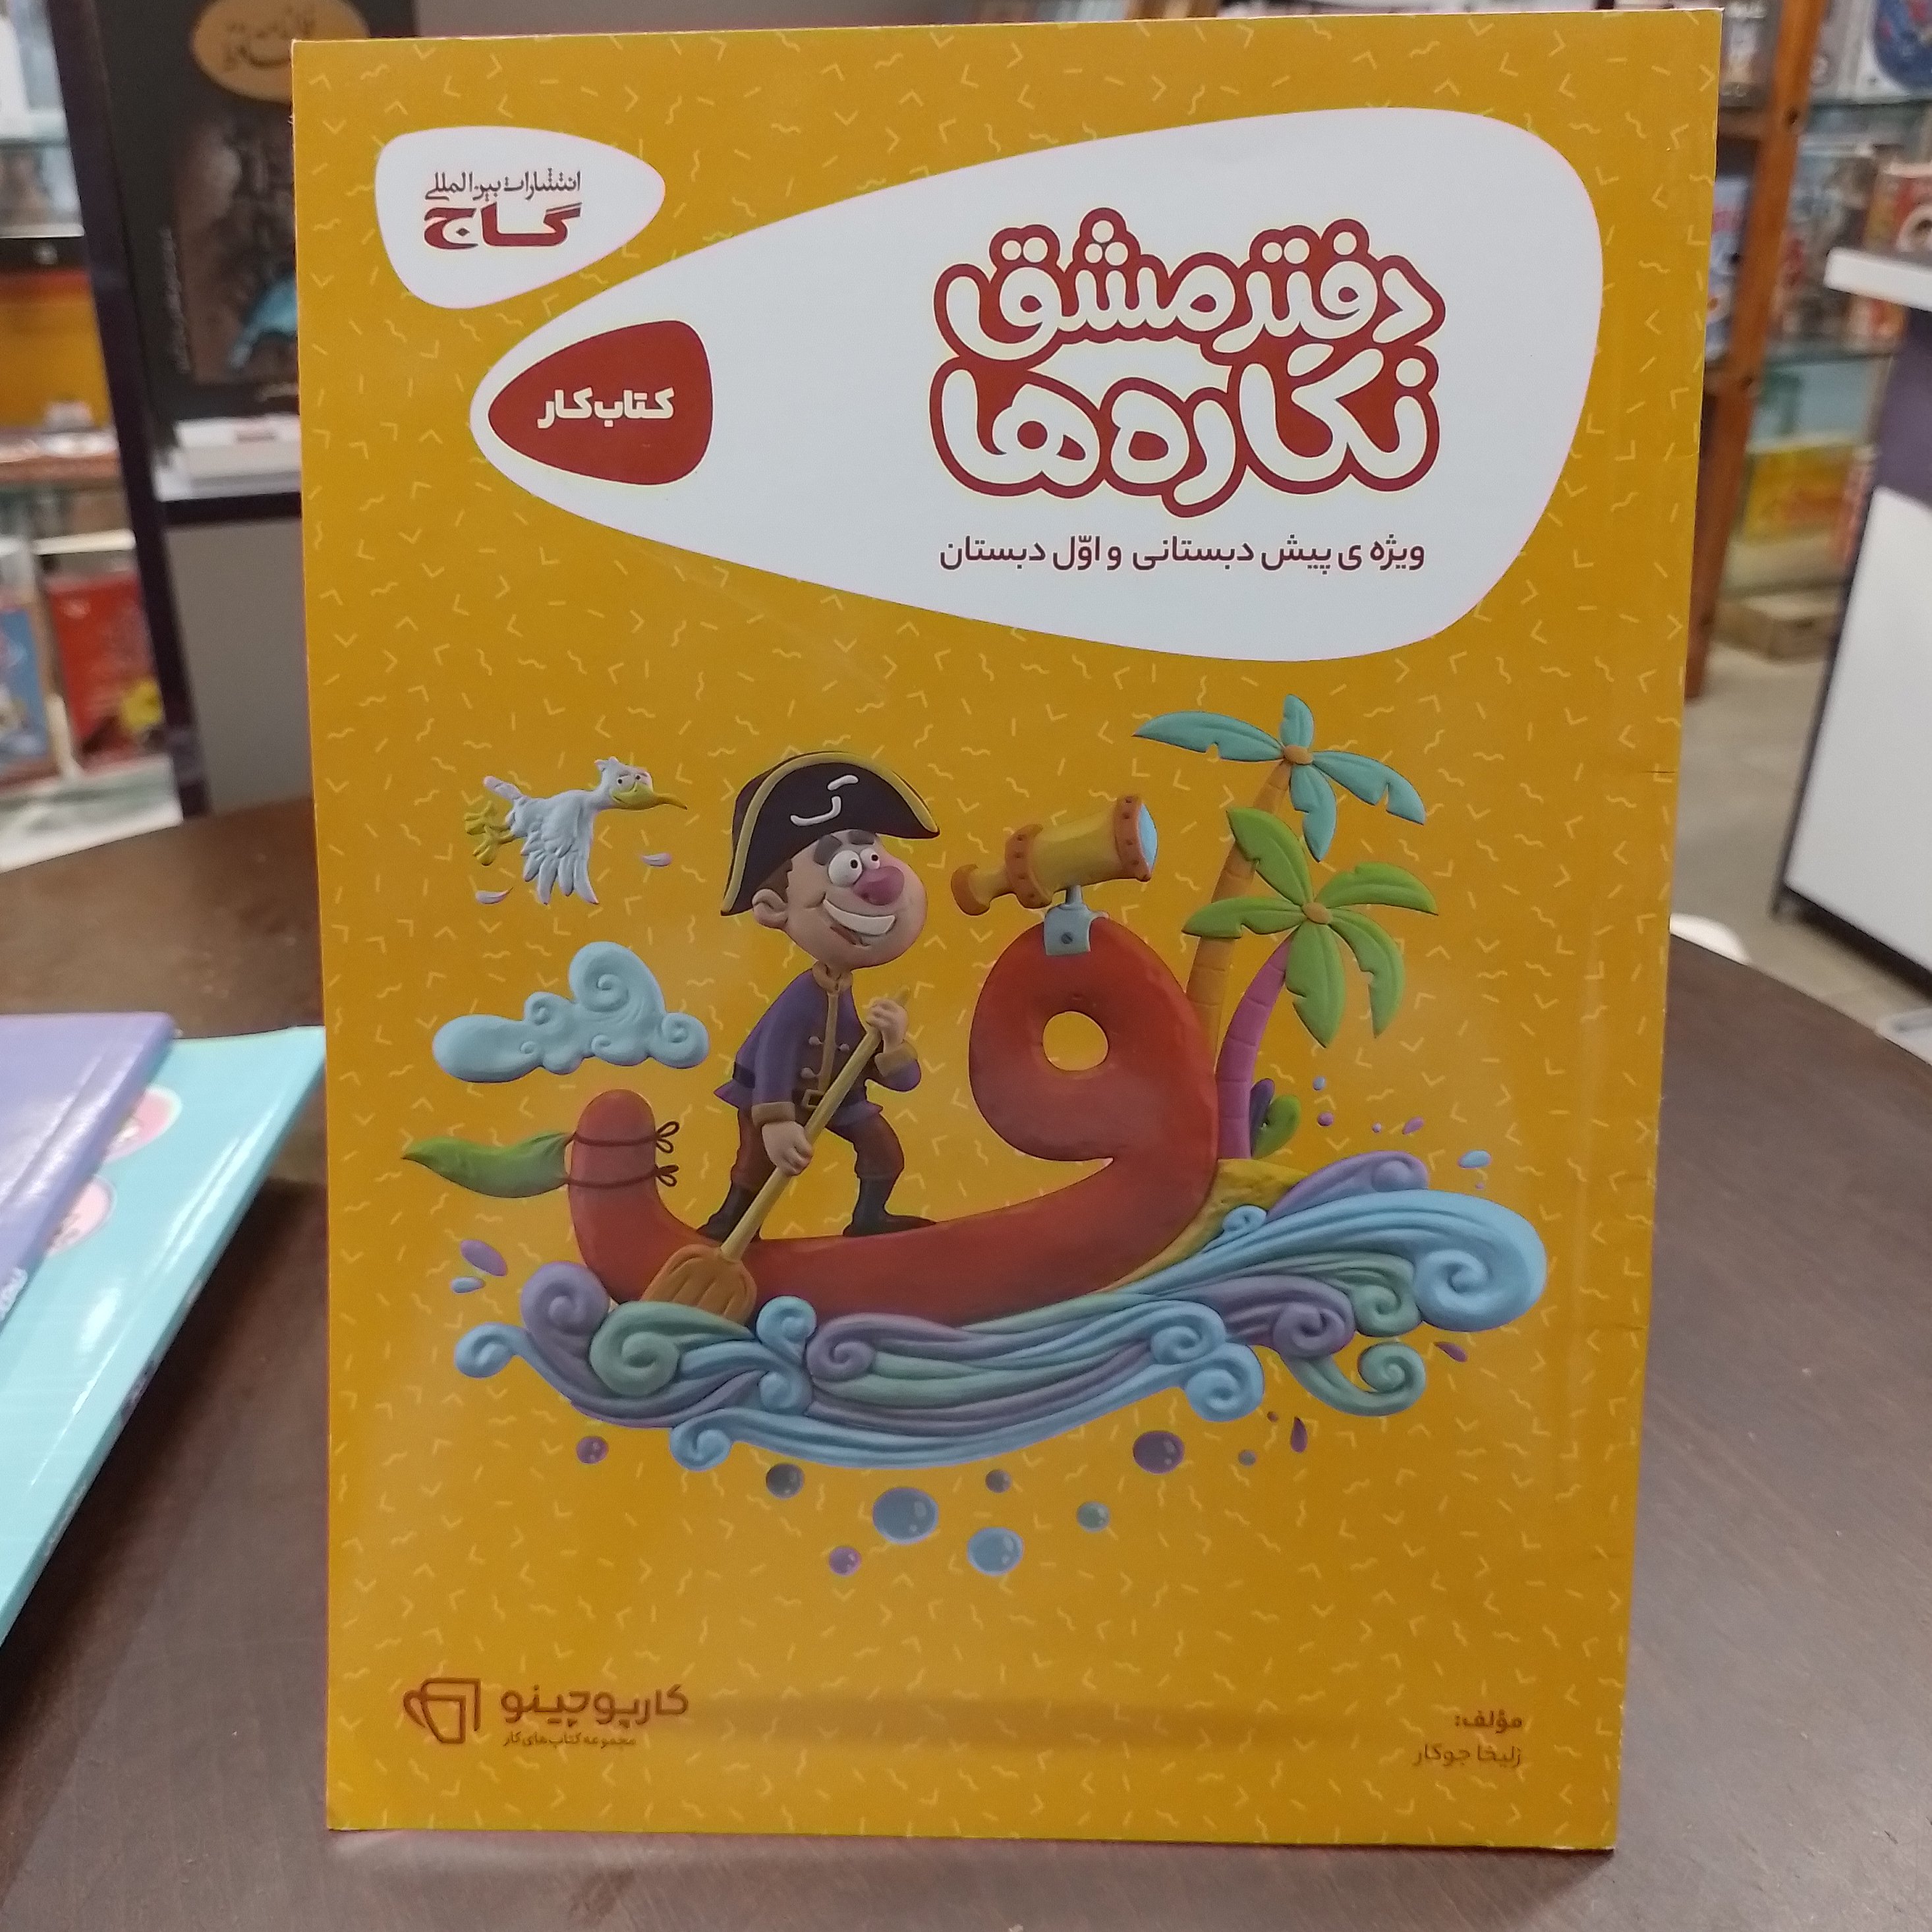 انتشارات بین‌المللی
گاج
دفتر مشق
نگاره‌ها
کتاب کار
ویژه ی پیش دبستانی و اوّل دبستان
کارپوچینو
مجموعه کتاب‌های کار
مؤلف:
زلیخا جوکار